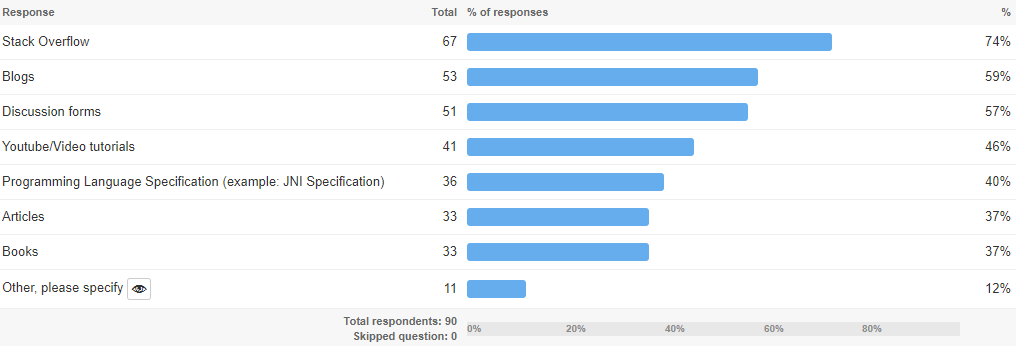 Response Total % of responses %
Stack Overflow 67 74%
Blogs 53 59%
Discussion forms 51 57%
Youtube/Video tutorials 41 46%
Programming Language Specification (example: JNI Specification) 36 40%
Articles 33 37%
Books 33 37%
Other, please specify 11 12%
Total respondents: 90
Skipped question: 0
0% 20% 40% 60% 80%